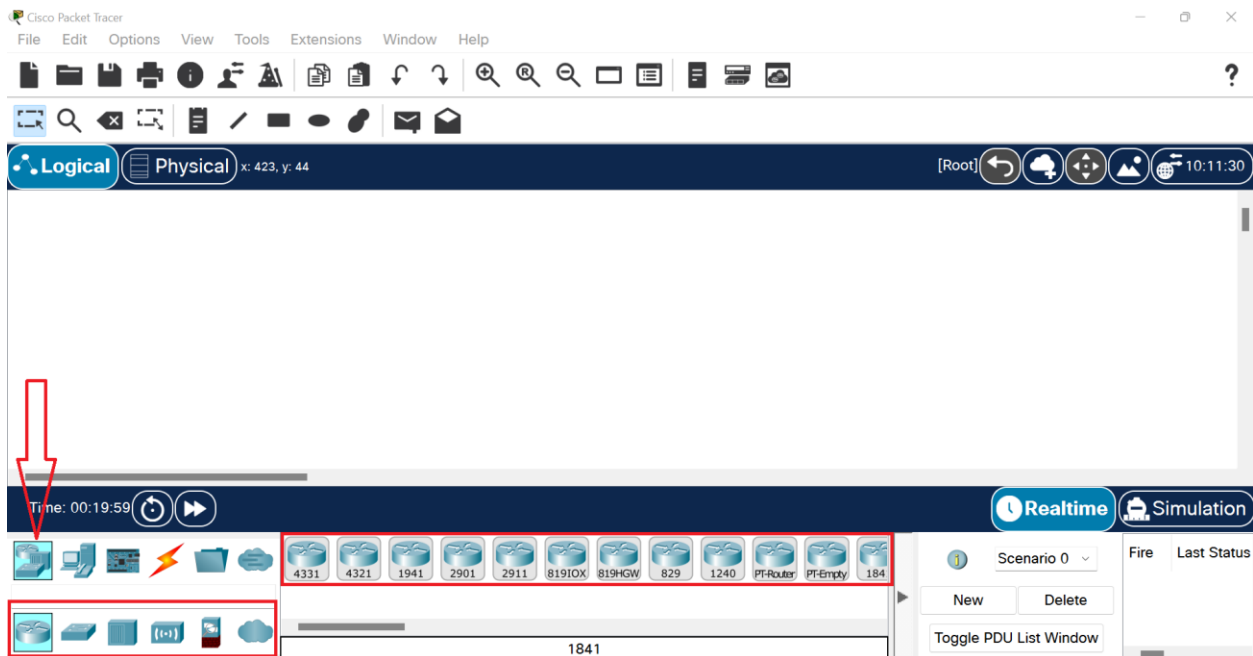 Cisco Packet Tracer
File Edit Options View Tools Extensions Window Help
?
Logical Physical x: 423, y: 44 [Root] 10:11:30
Time: 00:19:59 Realtime Simulation
4331 4321 1941 2901 2911 819IOX 819HGW 829 1240 PT-Router PT-Empty 184
Scenario 0 Fire Last Status
New Delete
Toggle PDU List Window
1841